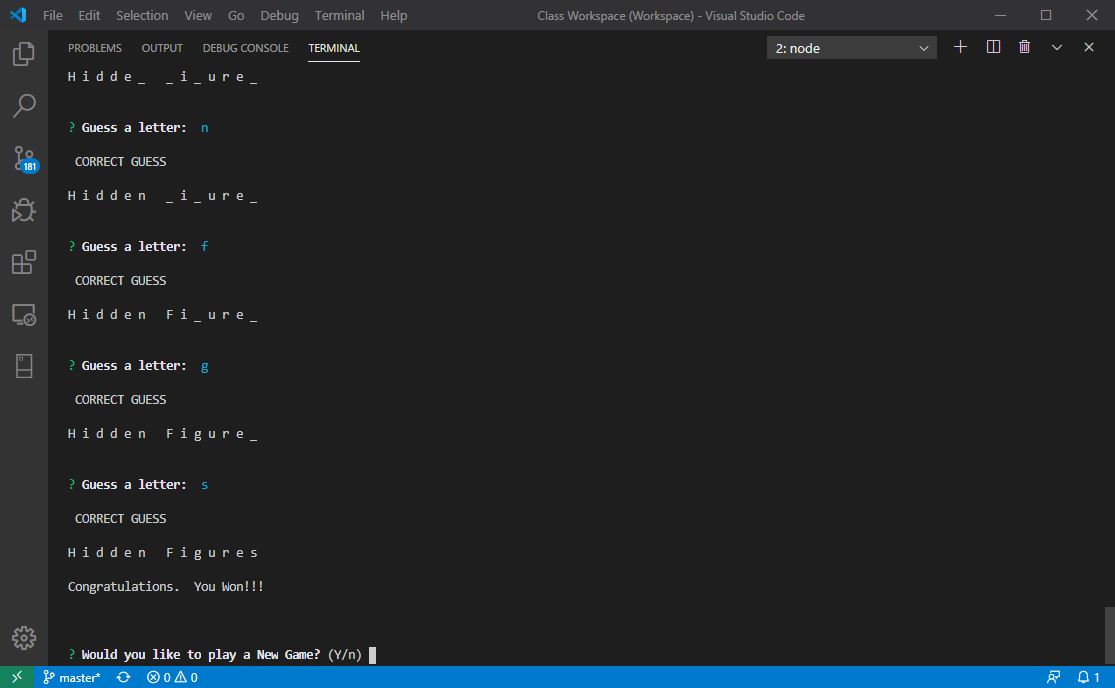 File Edit Selection View Go Debug Terminal Help Class Workspace (Workspace) - Visual Studio Code
PROBLEMS OUTPUT DEBUG CONSOLE TERMINAL 2: node
H i d d e _  _ i _ u r e _
? Guess a letter: n
CORRECT GUESS
H i d d e n  _ i _ u r e _
? Guess a letter: f
CORRECT GUESS
H i d d e n  F i _ u r e _
? Guess a letter: g
CORRECT GUESS
H i d d e n  F i g u r e _
? Guess a letter: s
CORRECT GUESS
H i d d e n  F i g u r e s
Congratulations. You Won!!!
? Would you like to play a New Game? (Y/n)
181
master* 0 0 1